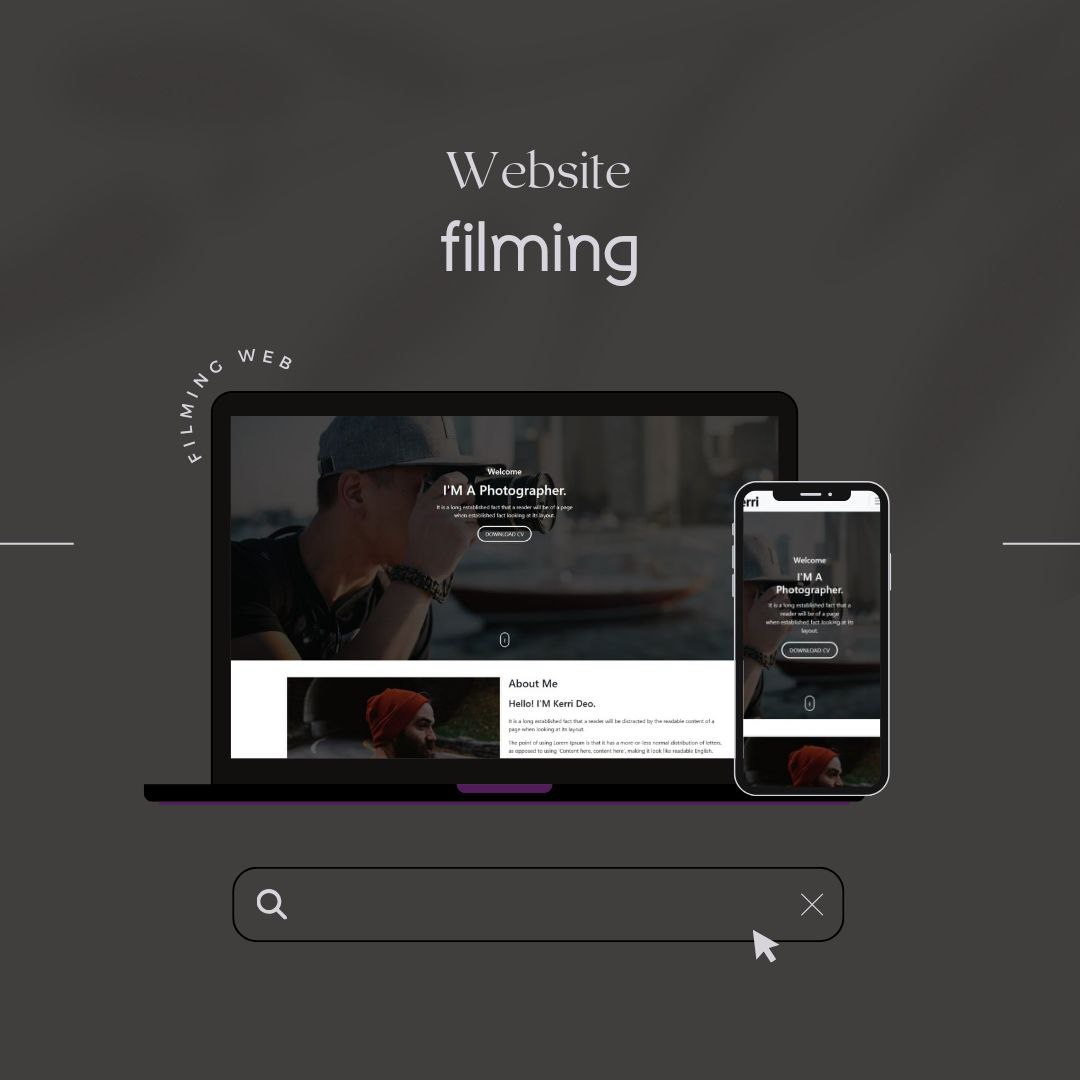 Website
filming
FILMING WEB
Welcome
I'M A Photographer.
It is a long established fact that a reader will be of a page
when established fact looking at its layout.
DOWNLOAD CV
About Me
Hello! I'M Kerri Deo.
It is a long established fact that a reader will be distracted by the readable content of a
page when looking at its layout.
The point of using Lorem Ipsum is that it has a more-or-less normal distribution of letters,
as opposed to using 'Content here, content here', making it look like readable English.
erri
Welcome
I'M A
Photographer.
It is a long established fact that a
reader will be of a page
when established fact looking at its
layout.
DOWNLOAD CV